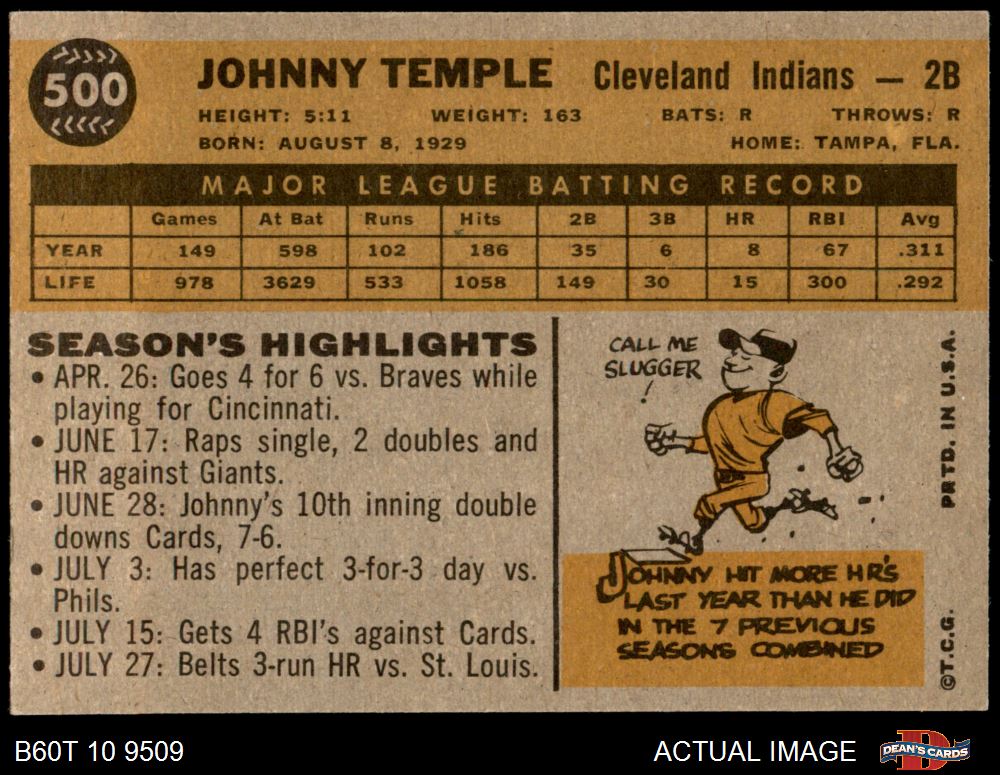 500
JOHNNY TEMPLE Cleveland Indians — 2B
HEIGHT: 5:11 WEIGHT: 163 BATS: R THROWS: R
BORN: AUGUST 8, 1929 HOME: TAMPA, FLA.
MAJOR LEAGUE BATTING RECORD
Games At Bat Runs Hits 2B 3B HR RBI Avg
YEAR 149 598 102 186 35 6 8 67 .311
LIFE 978 3629 533 1058 149 30 15 300 .292
SEASON'S HIGHLIGHTS
• APR. 26: Goes 4 for 6 vs. Braves while
playing for Cincinnati.
• JUNE 17: Raps single, 2 doubles and
HR against Giants.
• JUNE 28: Johnny's 10th inning double
downs Cards, 7-6.
• JULY 3: Has perfect 3-for-3 day vs.
Phils.
• JULY 15: Gets 4 RBI's against Cards.
• JULY 27: Belts 3-run HR vs. St. Louis.
CALL ME
SLUGGER
!
JOHNNY HIT MORE HR'S
LAST YEAR THAN HE DID
IN THE 7 PREVIOUS
SEASONS COMBINED
©T.C.G. PRTD. IN U.S.A.
B60T 10 9509 ACTUAL IMAGE DEAN'S CARDS